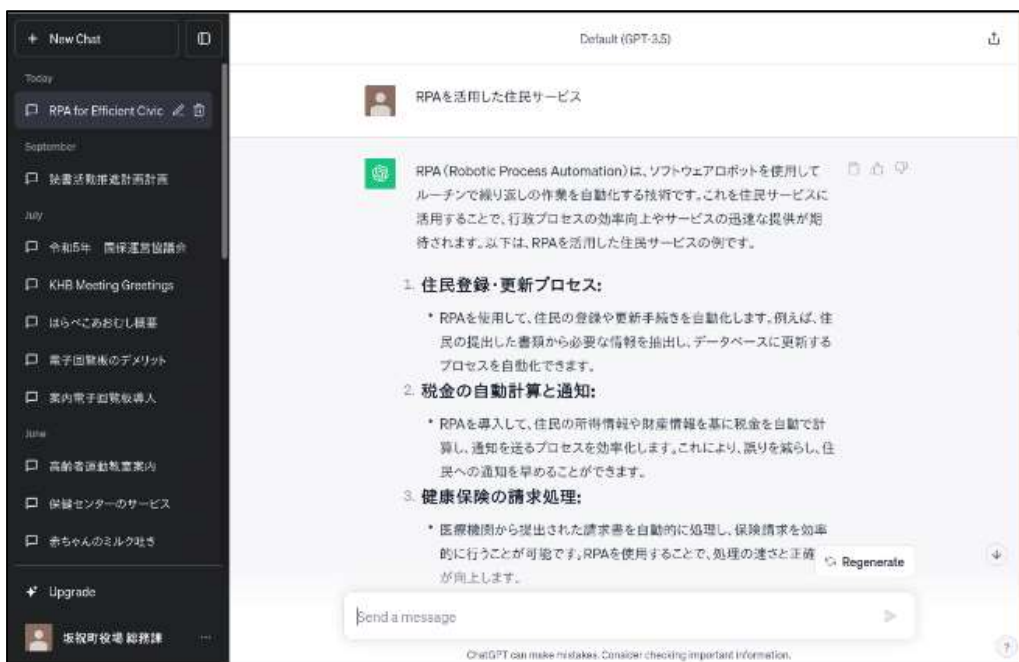 New Chat
Today
RPA for Efficient Civic
September
読書活動推進計画計画
July
令和5年　国保運営協議会
KHB Meeting Greetings
はらぺこあおむし概要
電子回覧板のデメリット
案内電子回覧板導入
June
高齢者運動教室案内
保健センターのサービス
赤ちゃんのミルク吐き
Upgrade
坂祝町役場 総務課
Default (GPT-3.5)
RPAを活用した住民サービス
RPA（Robotic Process Automation）は、ソフトウェアロボットを使用して
ルーチンで繰り返しの作業を自動化する技術です。これを住民サービスに
活用することで、行政プロセスの効率向上やサービスの迅速な提供が期
待されます。以下は、RPAを活用した住民サービスの例です。
1. 住民登録・更新プロセス:
• RPAを使用して、住民の登録や更新手続きを自動化します。例えば、住
民の提出した書類から必要な情報を抽出し、データベースに更新する
プロセスを自動化できます。
2. 税金の自動計算と通知:
• RPAを導入して、住民の所得情報や財産情報を基に税金を自動で計
算し、通知を送るプロセスを効率化します。これにより、誤りを減らし、住
民への通知を早めることができます。
3. 健康保険の請求処理:
• 医療機関から提出された請求書を自動的に処理し、保険請求を効率
的に行うことが可能です。RPAを使用することで、処理の速さと正確
が向上します。
Regenerate
Send a message
ChatGPT can make mistakes. Consider checking important information.
?